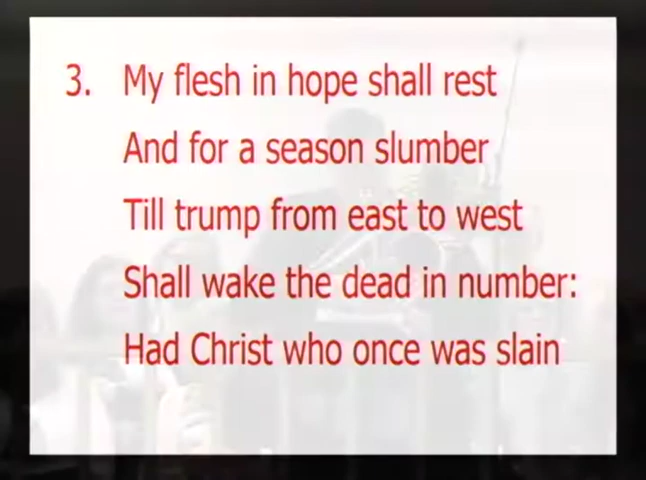 3. My flesh in hope shall rest
And for a season slumber
Till trump from east to west
Shall wake the dead in number:
Had Christ who once was slain